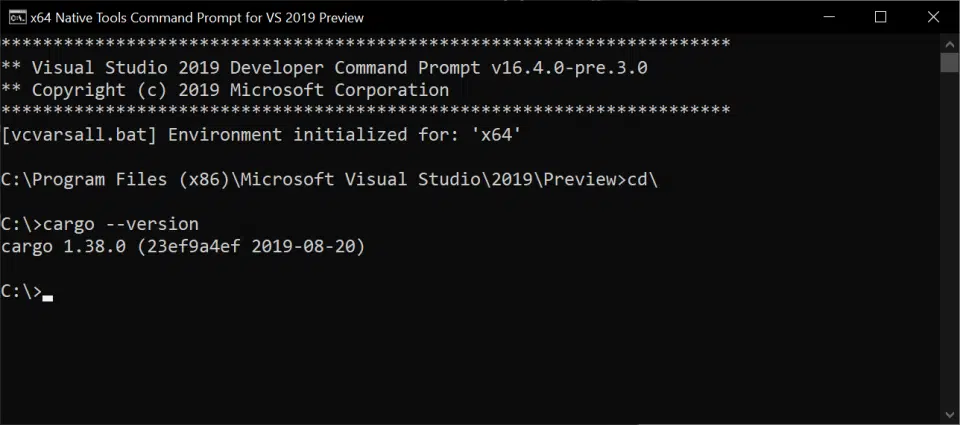 x64 Native Tools Command Prompt for VS 2019 Preview
**********************************************************************
** Visual Studio 2019 Developer Command Prompt v16.4.0-pre.3.0
** Copyright (c) 2019 Microsoft Corporation
**********************************************************************
[vcvarsall.bat] Environment initialized for: 'x64'
C:\Program Files (x86)\Microsoft Visual Studio\2019\Preview>cd\
C:\>cargo --version
cargo 1.38.0 (23ef9a4ef 2019-08-20)
C:\>